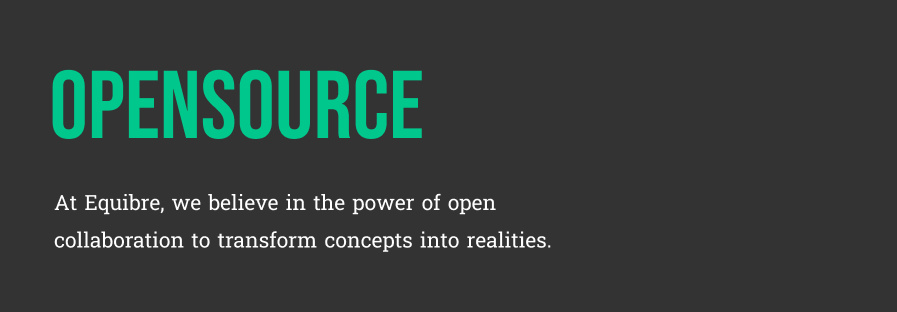 OPENSOURCE
At Equibre, we believe in the power of open
collaboration to transform concepts into realities.